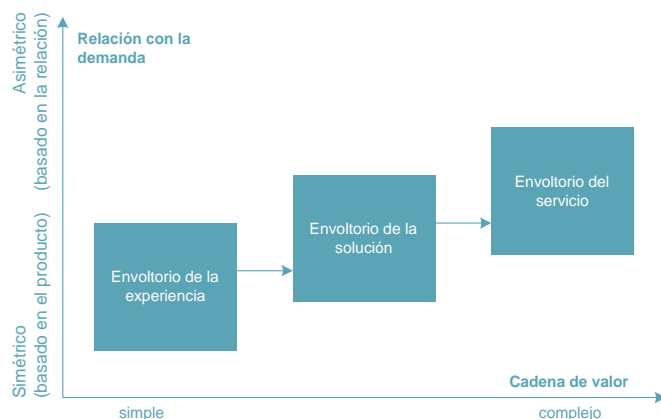 Asimétrico
(basado en la relación)
Relación con la
demanda
Envoltorio del
servicio
Envoltorio de la
solución
Envoltorio de la
experiencia
Simétrico
(basado en el producto)
Cadena de valor
simple
complejo